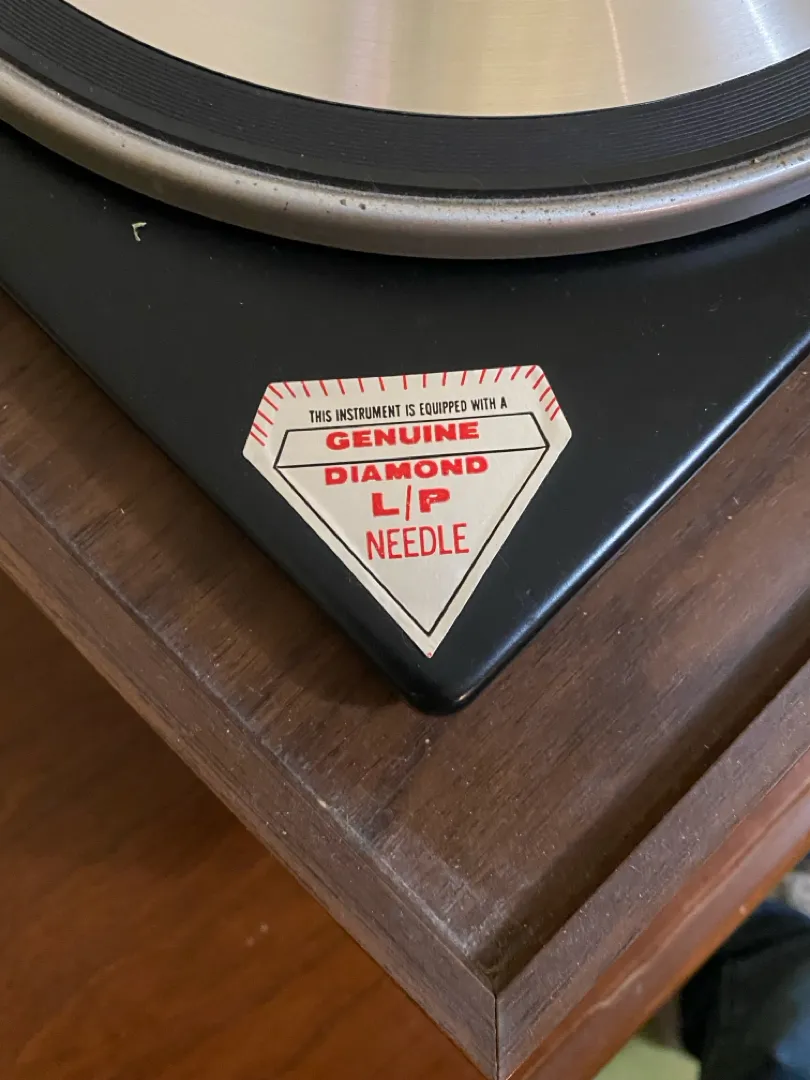 THIS INSTRUMENT IS EQUIPPED WITH A
GENUINE
DIAMOND
L/P
NEEDLE